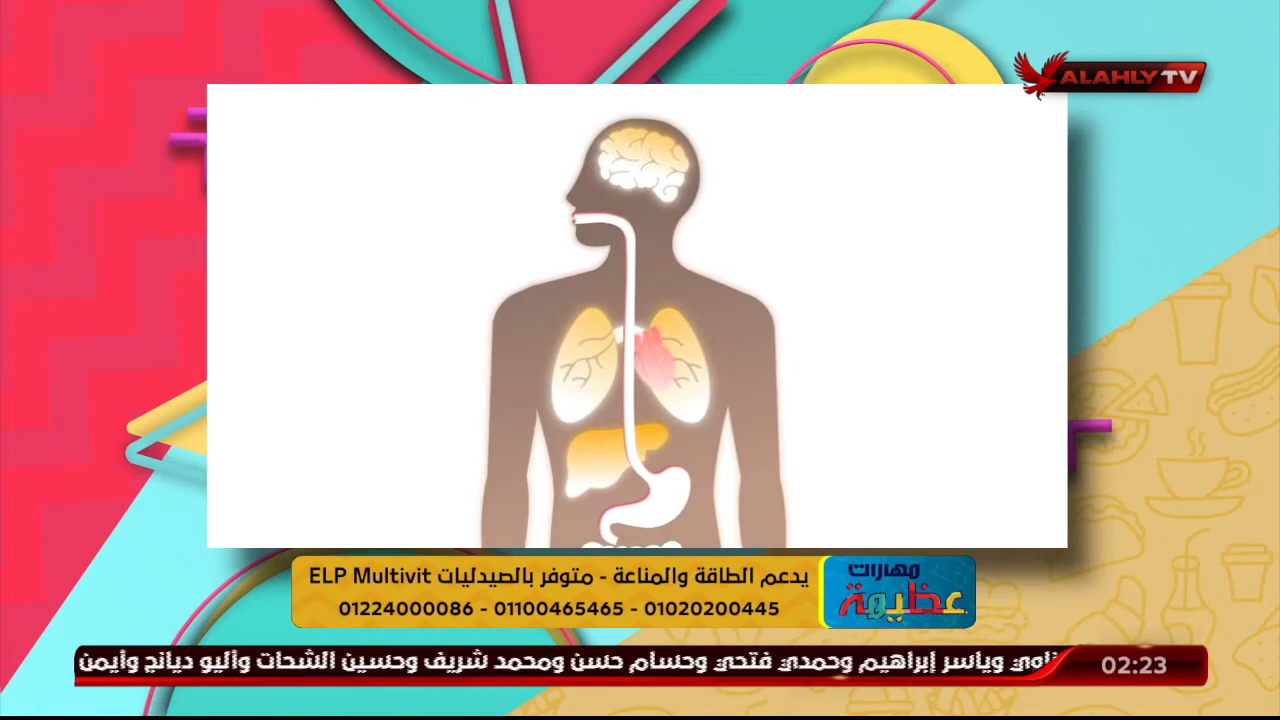 ALAHLY TV
يدعم الطاقة والمناعة - متوفر بالصيدليات ELP Multivit
01224000086 - 01100465465 - 01020200445
مهارات
عظيمة
وياسر إبراهيم وحمدي فتحي وحسام حسن ومحمد شريف وحسين الشحات وأليو ديانج وأيمن
02:23